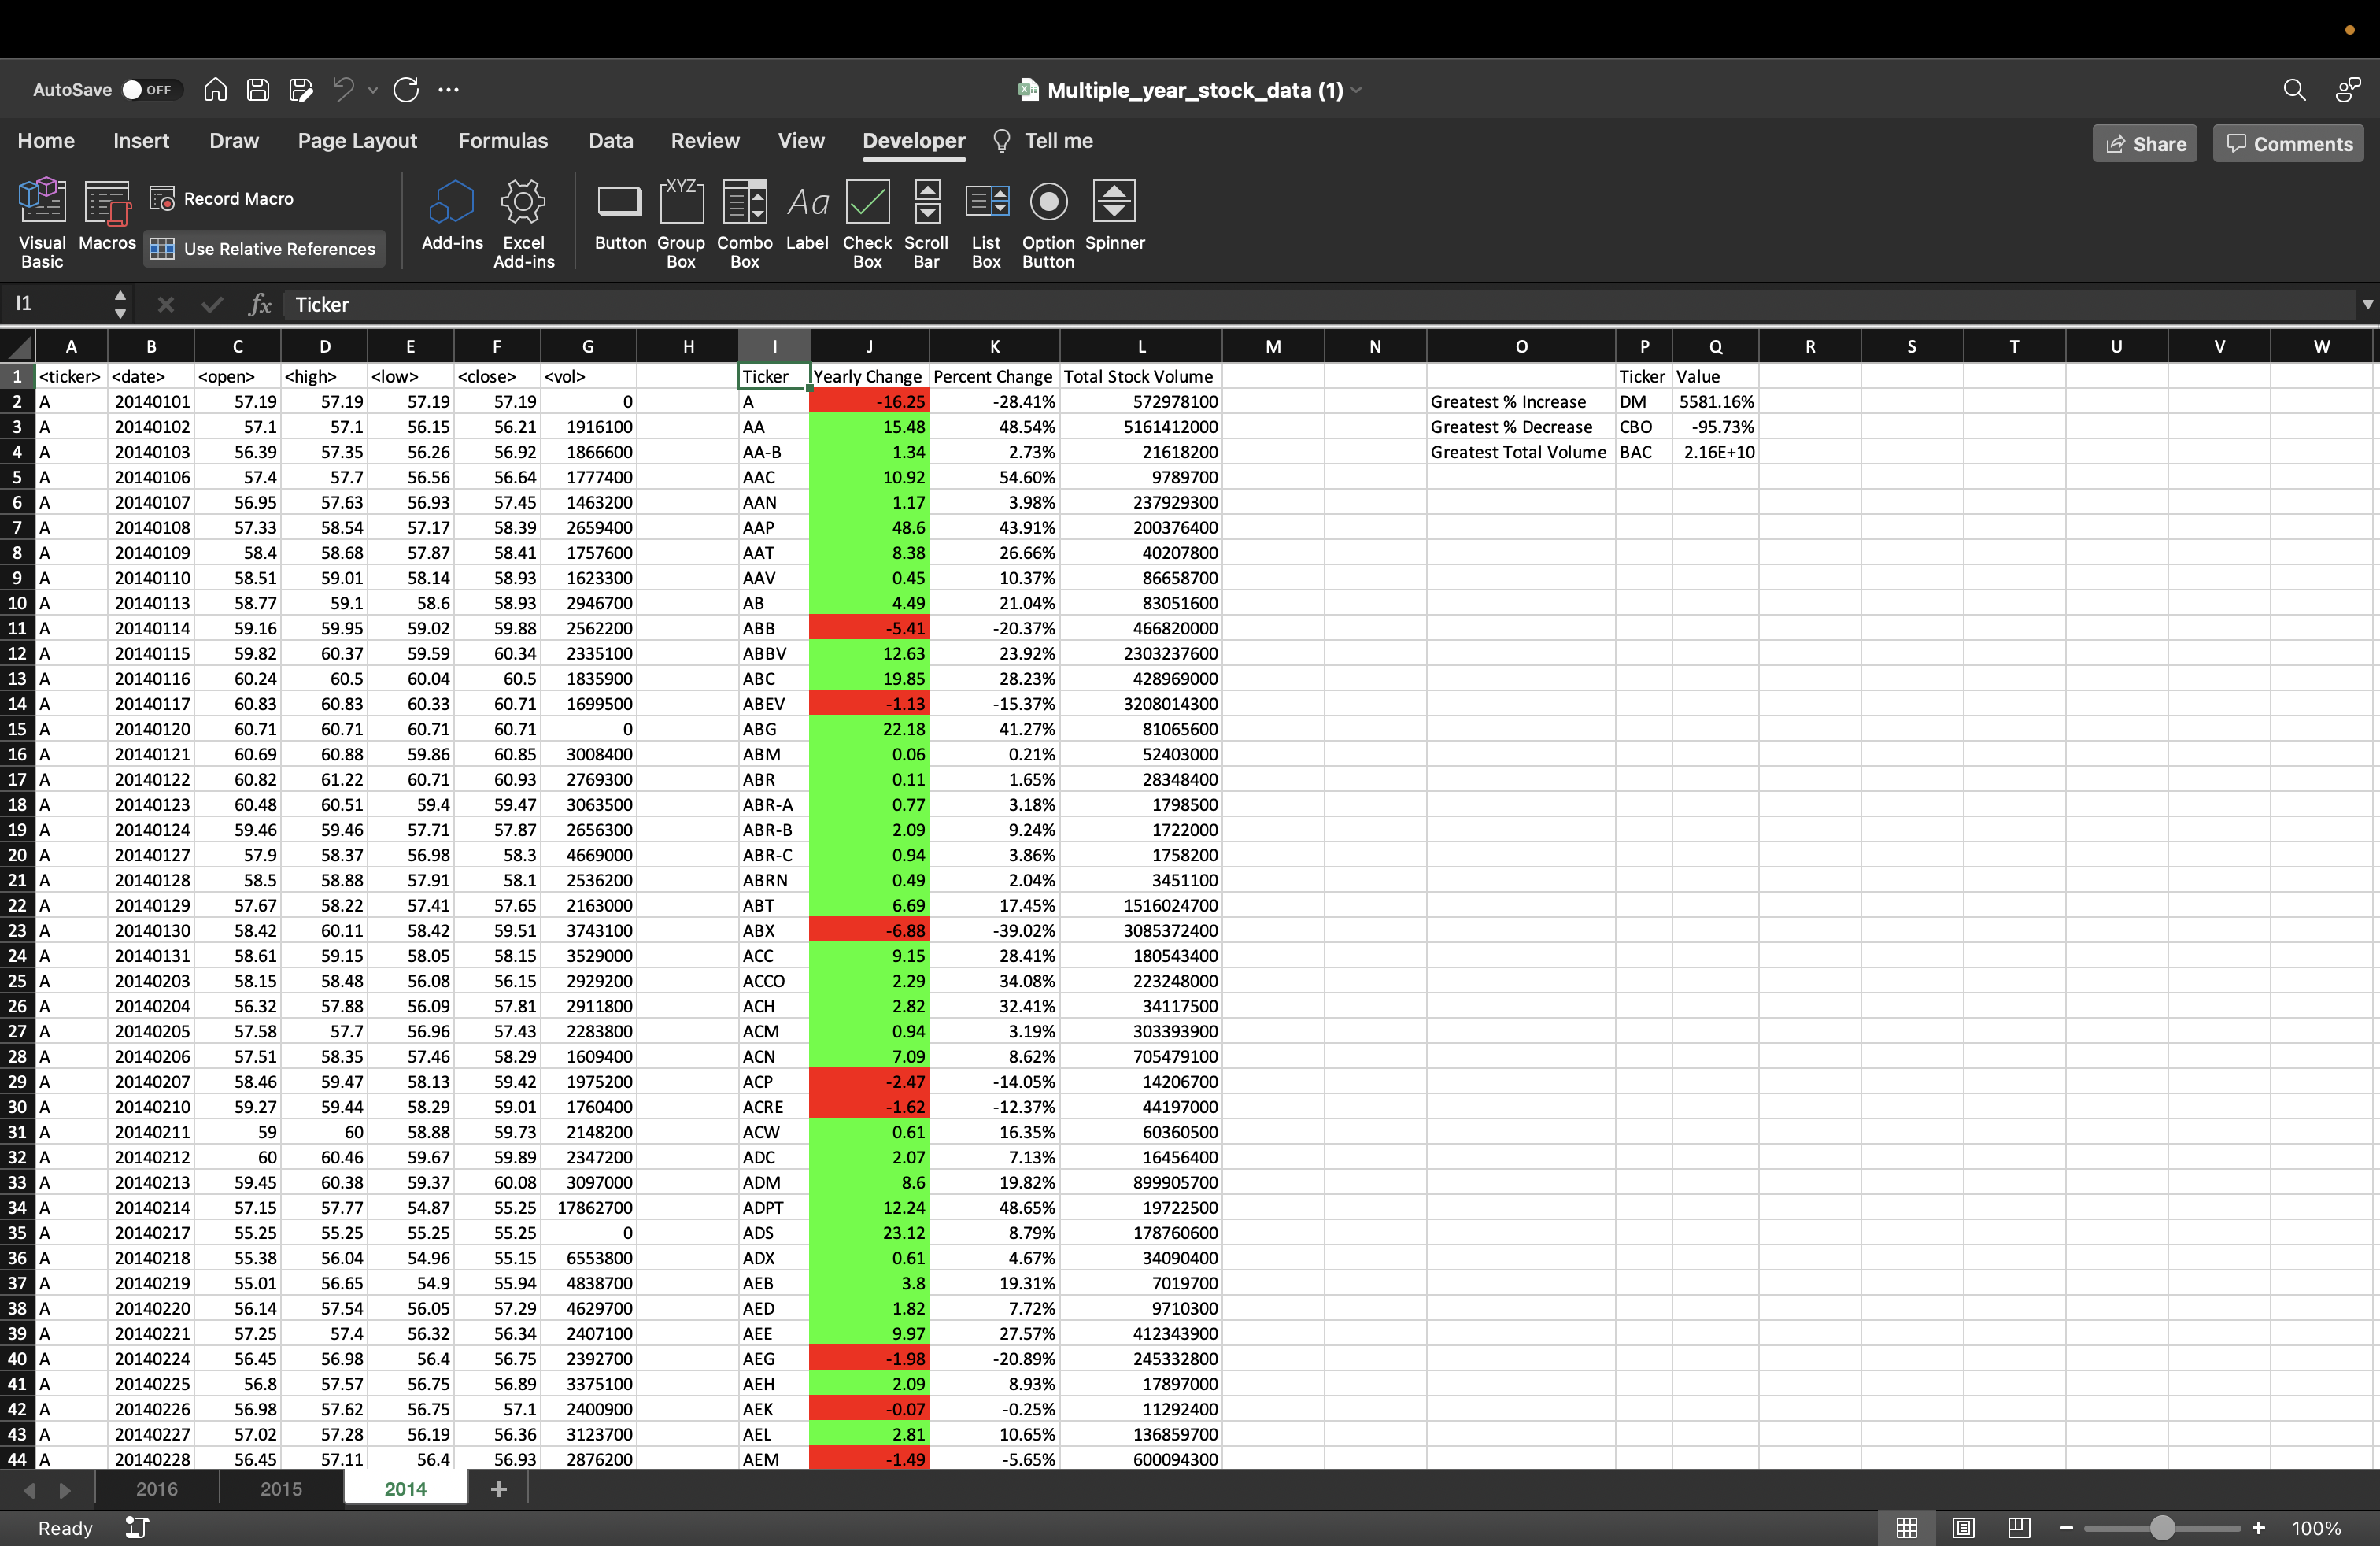 AutoSave OFF Multiple_year_stock_data (1)
Home Insert Draw Page Layout Formulas Data Review View Developer Tell me Share Comments
Visual Basic Macros Record Macro Use Relative References Add-ins Excel Add-ins Button XYZ Group Box Combo Box Aa Label Check Box Scroll Bar List Box Option Button Spinner
I1 fx Ticker
A B C D E F G H I J K L M N O P Q R S T U V W
1 <ticker> <date> <open> <high> <low> <close> <vol> Ticker Yearly Change Percent Change Total Stock Volume Ticker Value
2 A 20140101 57.19 57.19 57.19 57.19 0 A -16.25 -28.41% 572978100 Greatest % Increase DM 5581.16%
3 A 20140102 57.1 57.1 56.15 56.21 1916100 AA 15.48 48.54% 5161412000 Greatest % Decrease CBO -95.73%
4 A 20140103 56.39 57.35 56.26 56.92 1866600 AA-B 1.34 2.73% 21618200 Greatest Total Volume BAC 2.16E+10
5 A 20140106 57.4 57.7 56.56 56.64 1777400 AAC 10.92 54.60% 9789700
6 A 20140107 56.95 57.63 56.93 57.45 1463200 AAN 1.17 3.98% 237929300
7 A 20140108 57.33 58.54 57.17 58.39 2659400 AAP 48.6 43.91% 200376400
8 A 20140109 58.4 58.68 57.87 58.41 1757600 AAT 8.38 26.66% 40207800
9 A 20140110 58.51 59.01 58.14 58.93 1623300 AAV 0.45 10.37% 86658700
10 A 20140113 58.77 59.1 58.6 58.93 2946700 AB 4.49 21.04% 83051600
11 A 20140114 59.16 59.95 59.02 59.88 2562200 ABB -5.41 -20.37% 466820000
12 A 20140115 59.82 60.37 59.59 60.34 2335100 ABBV 12.63 23.92% 2303237600
13 A 20140116 60.24 60.5 60.04 60.5 1835900 ABC 19.85 28.23% 428969000
14 A 20140117 60.83 60.83 60.33 60.71 1699500 ABEV -1.13 -15.37% 3208014300
15 A 20140120 60.71 60.71 60.71 60.71 0 ABG 22.18 41.27% 81065600
16 A 20140121 60.69 60.88 59.86 60.85 3008400 ABM 0.06 0.21% 52403000
17 A 20140122 60.82 61.22 60.71 60.93 2769300 ABR 0.11 1.65% 28348400
18 A 20140123 60.48 60.51 59.4 59.47 3063500 ABR-A 0.77 3.18% 1798500
19 A 20140124 59.46 59.46 57.71 57.87 2656300 ABR-B 2.09 9.24% 1722000
20 A 20140127 57.9 58.37 56.98 58.3 4669000 ABR-C 0.94 3.86% 1758200
21 A 20140128 58.5 58.88 57.91 58.1 2536200 ABRN 0.49 2.04% 3451100
22 A 20140129 57.67 58.22 57.41 57.65 2163000 ABT 6.69 17.45% 1516024700
23 A 20140130 58.42 60.11 58.42 59.51 3743100 ABX -6.88 -39.02% 3085372400
24 A 20140131 58.61 59.15 58.05 58.15 3529000 ACC 9.15 28.41% 180543400
25 A 20140203 58.15 58.48 56.08 56.15 2929200 ACCO 2.29 34.08% 223248000
26 A 20140204 56.32 57.88 56.09 57.81 2911800 ACH 2.82 32.41% 34117500
27 A 20140205 57.58 57.7 56.96 57.43 2283800 ACM 0.94 3.19% 303393900
28 A 20140206 57.51 58.35 57.46 58.29 1609400 ACN 7.09 8.62% 705479100
29 A 20140207 58.46 59.47 58.13 59.42 1975200 ACP -2.47 -14.05% 14206700
30 A 20140210 59.27 59.44 58.29 59.01 1760400 ACRE -1.62 -12.37% 44197000
31 A 20140211 59 60 58.88 59.73 2148200 ACW 0.61 16.35% 60360500
32 A 20140212 60 60.46 59.67 59.89 2347200 ADC 2.07 7.13% 16456400
33 A 20140213 59.45 60.38 59.37 60.08 3097000 ADM 8.6 19.82% 899905700
34 A 20140214 57.15 57.77 54.87 55.25 17862700 ADPT 12.24 48.65% 19722500
35 A 20140217 55.25 55.25 55.25 55.25 0 ADS 23.12 8.79% 178760600
36 A 20140218 55.38 56.04 54.96 55.15 6553800 ADX 0.61 4.67% 34090400
37 A 20140219 55.01 56.65 54.9 55.94 4838700 AEB 3.8 19.31% 7019700
38 A 20140220 56.14 57.54 56.05 57.29 4629700 AED 1.82 7.72% 9710300
39 A 20140221 57.25 57.4 56.32 56.34 2407100 AEE 9.97 27.57% 412343900
40 A 20140224 56.45 56.98 56.4 56.75 2392700 AEG -1.98 -20.89% 245332800
41 A 20140225 56.8 57.57 56.75 56.89 3375100 AEH 2.09 8.93% 17897000
42 A 20140226 56.98 57.62 56.75 57.1 2400900 AEK -0.07 -0.25% 11292400
43 A 20140227 57.02 57.28 56.19 56.36 3123700 AEL 2.81 10.65% 136859700
44 A 20140228 56.45 57.11 56.4 56.93 2876200 AEM -1.49 -5.65% 600094300
2016 2015 2014 +
Ready 100%